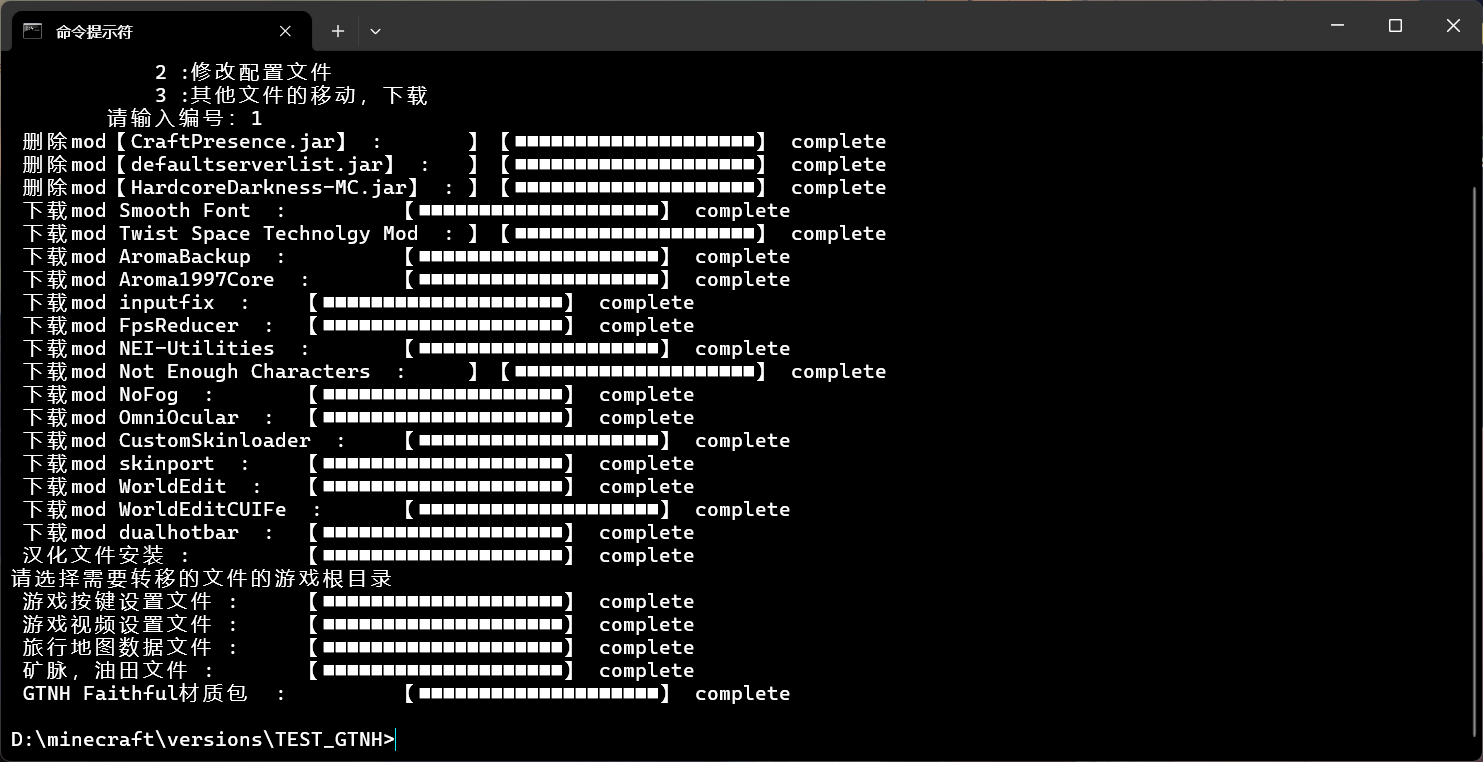 命令提示符
2 :修改配置文件
3 :其他文件的移动，下载
请输入编号：1
删除mod【CraftPresence.jar】 : 】【■■■■■■■■■■■■■■■■■■■■】 complete
删除mod【defaultserverlist.jar】 : 】【■■■■■■■■■■■■■■■■■■■■】 complete
删除mod【HardcoreDarkness-MC.jar】 : 】【■■■■■■■■■■■■■■■■■■■■】 complete
下载mod Smooth Font : 【■■■■■■■■■■■■■■■■■■■■】 complete
下载mod Twist Space Technolgy Mod : 】【■■■■■■■■■■■■■■■■■■■■】 complete
下载mod AromaBackup : 【■■■■■■■■■■■■■■■■■■■■】 complete
下载mod Aroma1997Core : 【■■■■■■■■■■■■■■■■■■■■】 complete
下载mod inputfix : 【■■■■■■■■■■■■■■■■■■■■】 complete
下载mod FpsReducer : 【■■■■■■■■■■■■■■■■■■■■】 complete
下载mod NEI-Utilities : 【■■■■■■■■■■■■■■■■■■■■】 complete
下载mod Not Enough Characters : 】【■■■■■■■■■■■■■■■■■■■■】 complete
下载mod NoFog : 【■■■■■■■■■■■■■■■■■■■■】 complete
下载mod OmniOcular : 【■■■■■■■■■■■■■■■■■■■■】 complete
下载mod CustomSkinloader : 【■■■■■■■■■■■■■■■■■■■■】 complete
下载mod skinport : 【■■■■■■■■■■■■■■■■■■■■】 complete
下载mod WorldEdit : 【■■■■■■■■■■■■■■■■■■■■】 complete
下载mod WorldEditCUIFe : 【■■■■■■■■■■■■■■■■■■■■】 complete
下载mod dualhotbar : 【■■■■■■■■■■■■■■■■■■■■】 complete
汉化文件安装 : 【■■■■■■■■■■■■■■■■■■■■】 complete
请选择需要转移的文件的游戏根目录
游戏按键设置文件 : 【■■■■■■■■■■■■■■■■■■■■】 complete
游戏视频设置文件 : 【■■■■■■■■■■■■■■■■■■■■】 complete
旅行地图数据文件 : 【■■■■■■■■■■■■■■■■■■■■】 complete
矿脉，油田文件 : 【■■■■■■■■■■■■■■■■■■■■】 complete
GTNH Faithful材质包 : 【■■■■■■■■■■■■■■■■■■■■】 complete
D:\minecraft\versions\TEST_GTNH>